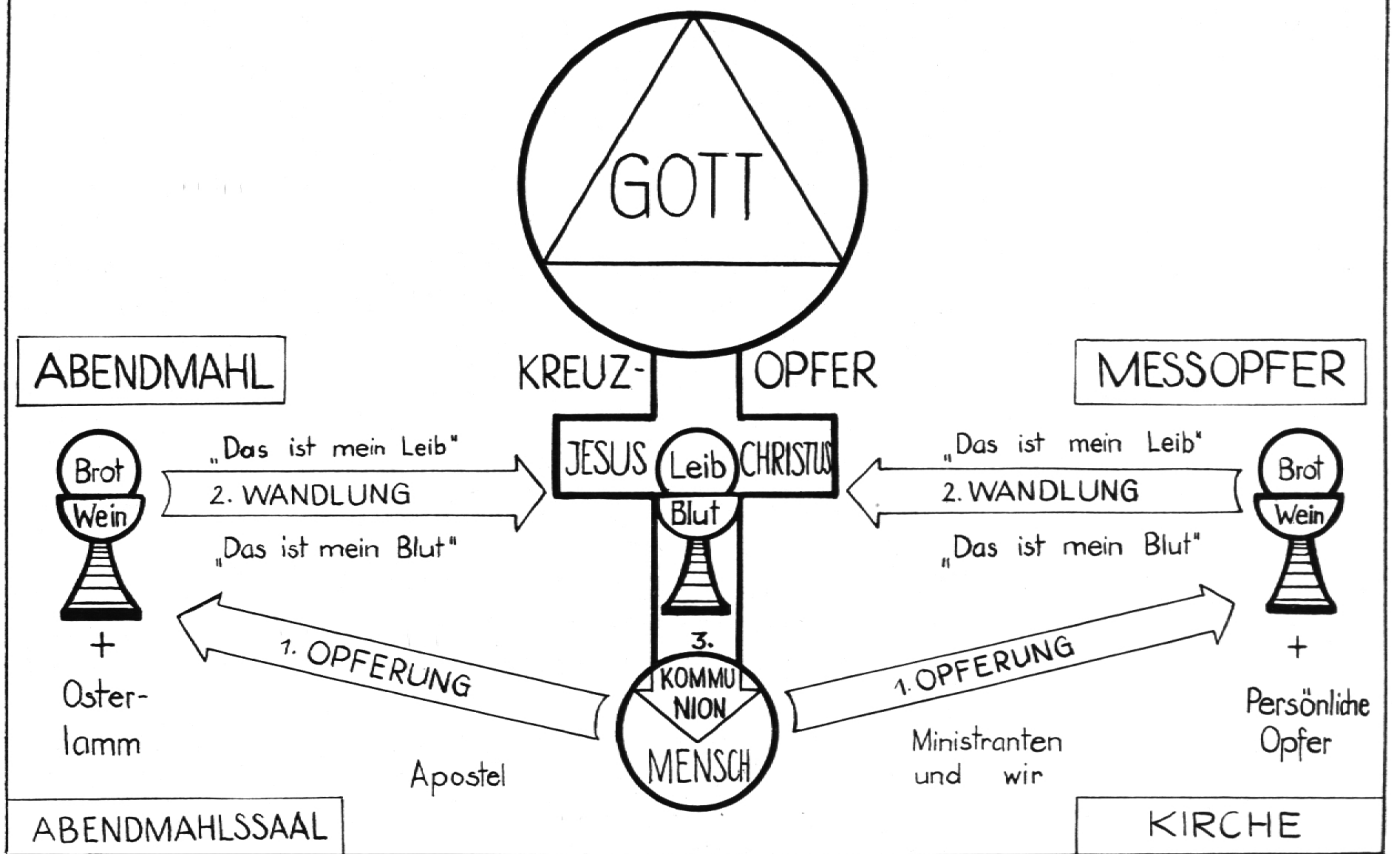 GOTT
ABENDMAHL
KREUZ-
OPFER
MESSOPFER
„Das ist mein Leib"
JESUS
Leib
CHRISTUS
„Das ist mein Leib"
Brot
2. WANDLUNG
2. WANDLUNG
Brot
Wein
Blut
Wein
„Das ist mein Blut"
„Das ist mein Blut"
+
1. OPFERUNG
3.
1. OPFERUNG
+
Oster-
lamm
KOMMU
NION
MENSCH
Persönliche
Opfer
Apostel
Ministranten
und wir
ABENDMAHLSSAAL
KIRCHE